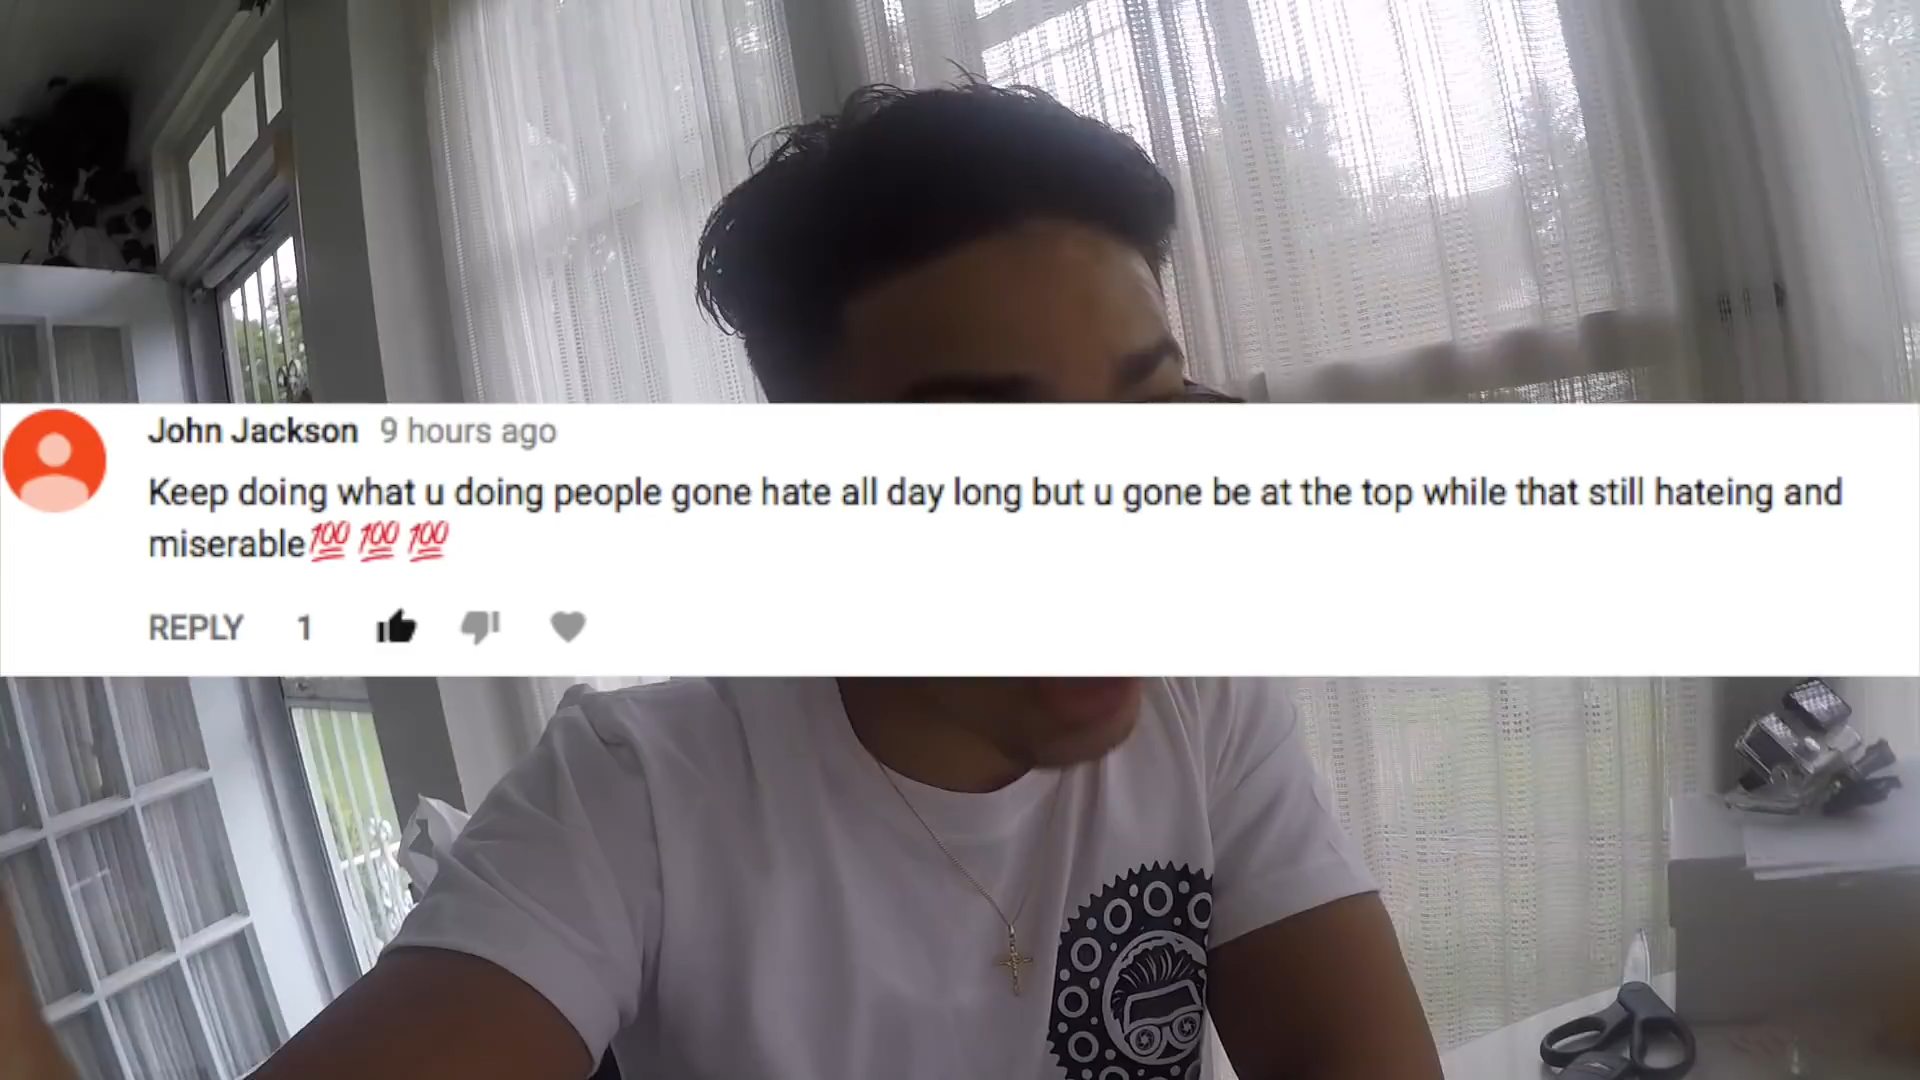 John Jackson 9 hours ago
Keep doing what u doing people gone hate all day long but u gone be at the top while that still hateing and
miserable💯 💯 💯
REPLY 1